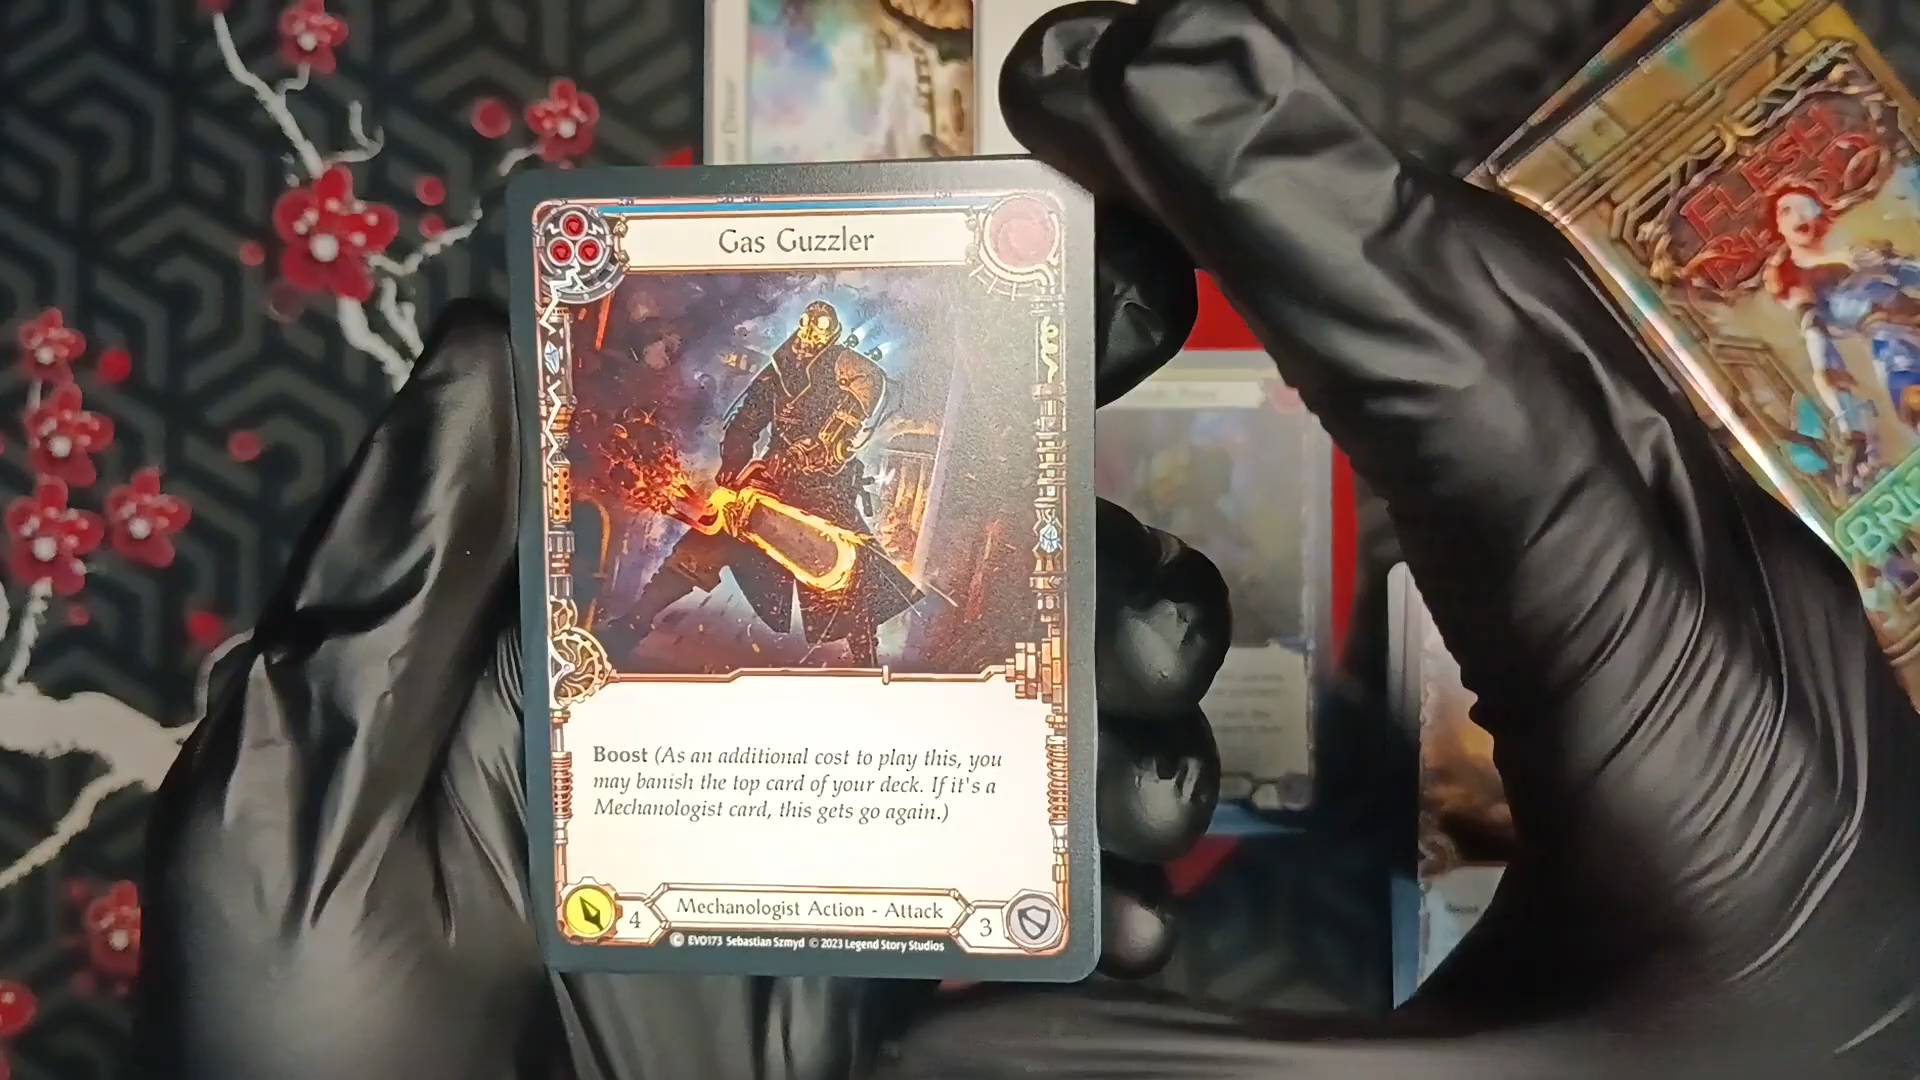 Gas Guzzler
Boost (As an additional cost to play this, you
may banish the top card of your deck. If it's a
Mechanologist card, this gets go again.)
4
Mechanologist Action - Attack
3
C EVO173 Sebastian Szmyd © 2023 Legend Story Studios
FLESH